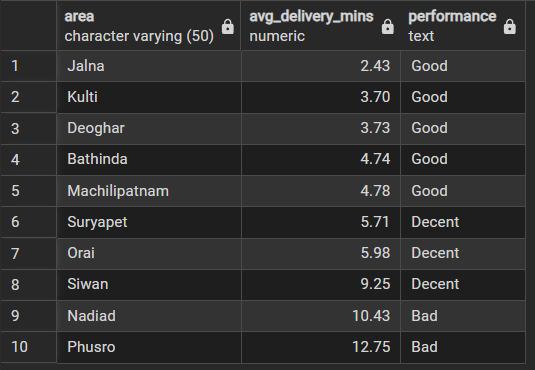 area avg_delivery_mins performance
character varying (50) numeric text
1 Jalna 2.43 Good
2 Kulti 3.70 Good
3 Deoghar 3.73 Good
4 Bathinda 4.74 Good
5 Machilipatnam 4.78 Good
6 Suryapet 5.71 Decent
7 Orai 5.98 Decent
8 Siwan 9.25 Decent
9 Nadiad 10.43 Bad
10 Phusro 12.75 Bad